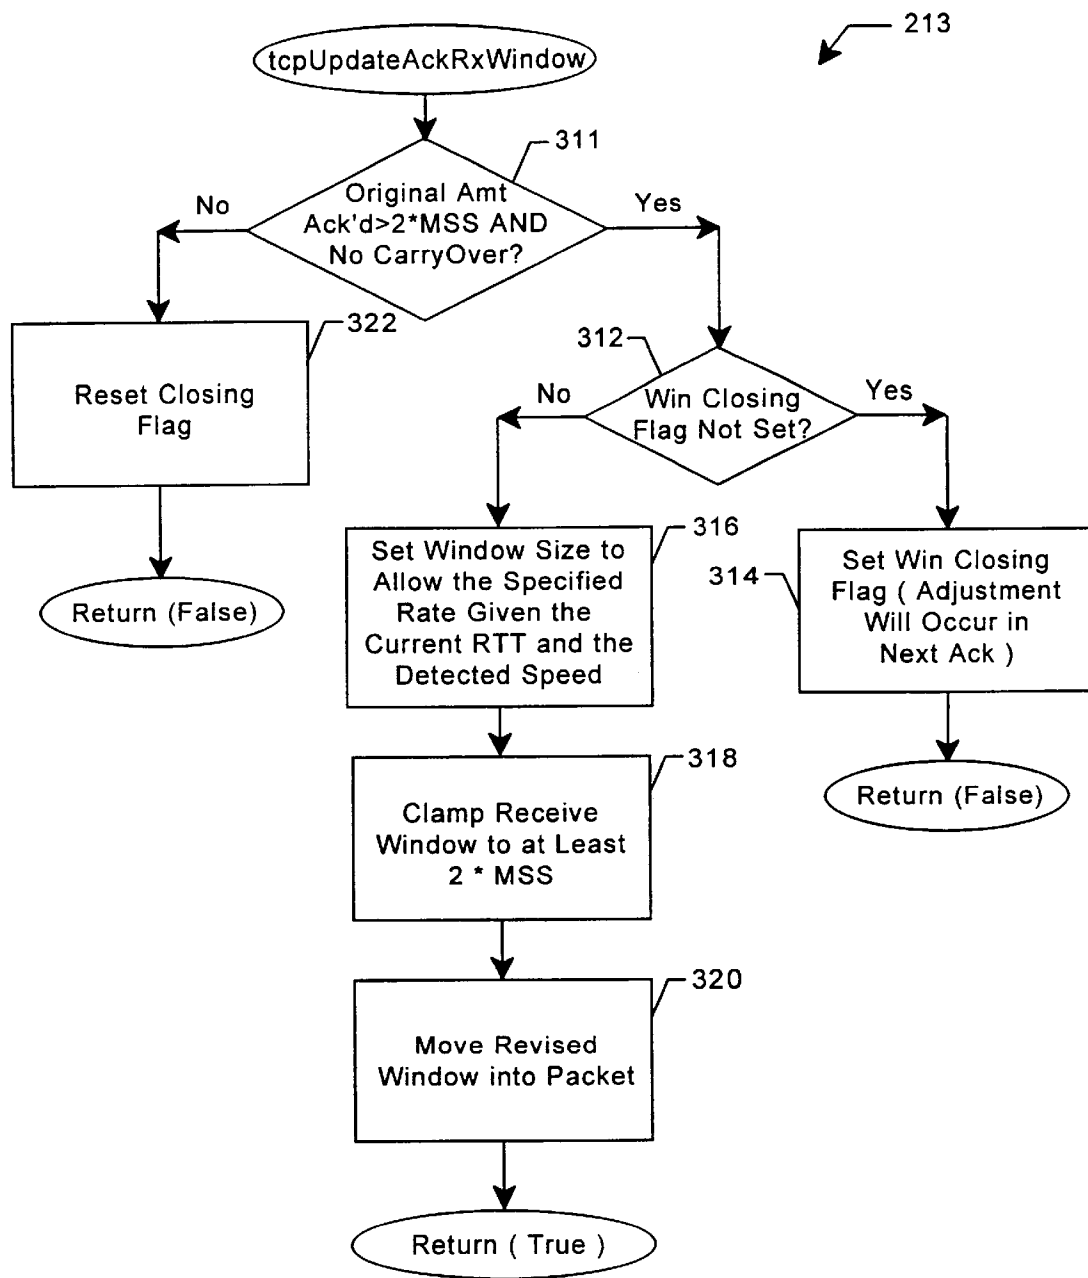 213
tcpUpdateAckRxWindow
311
Original Amt
Ack'd>2*MSS AND
No CarryOver?
No
Yes
322
Reset Closing
Flag
Return (False)
312
Win Closing
Flag Not Set?
No
Yes
316
Set Window Size to
Allow the Specified
Rate Given the
Current RTT and the
Detected Speed
314
Set Win Closing
Flag ( Adjustment
Will Occur in
Next Ack )
Return (False)
318
Clamp Receive
Window to at Least
2 * MSS
320
Move Revised
Window into Packet
Return ( True )